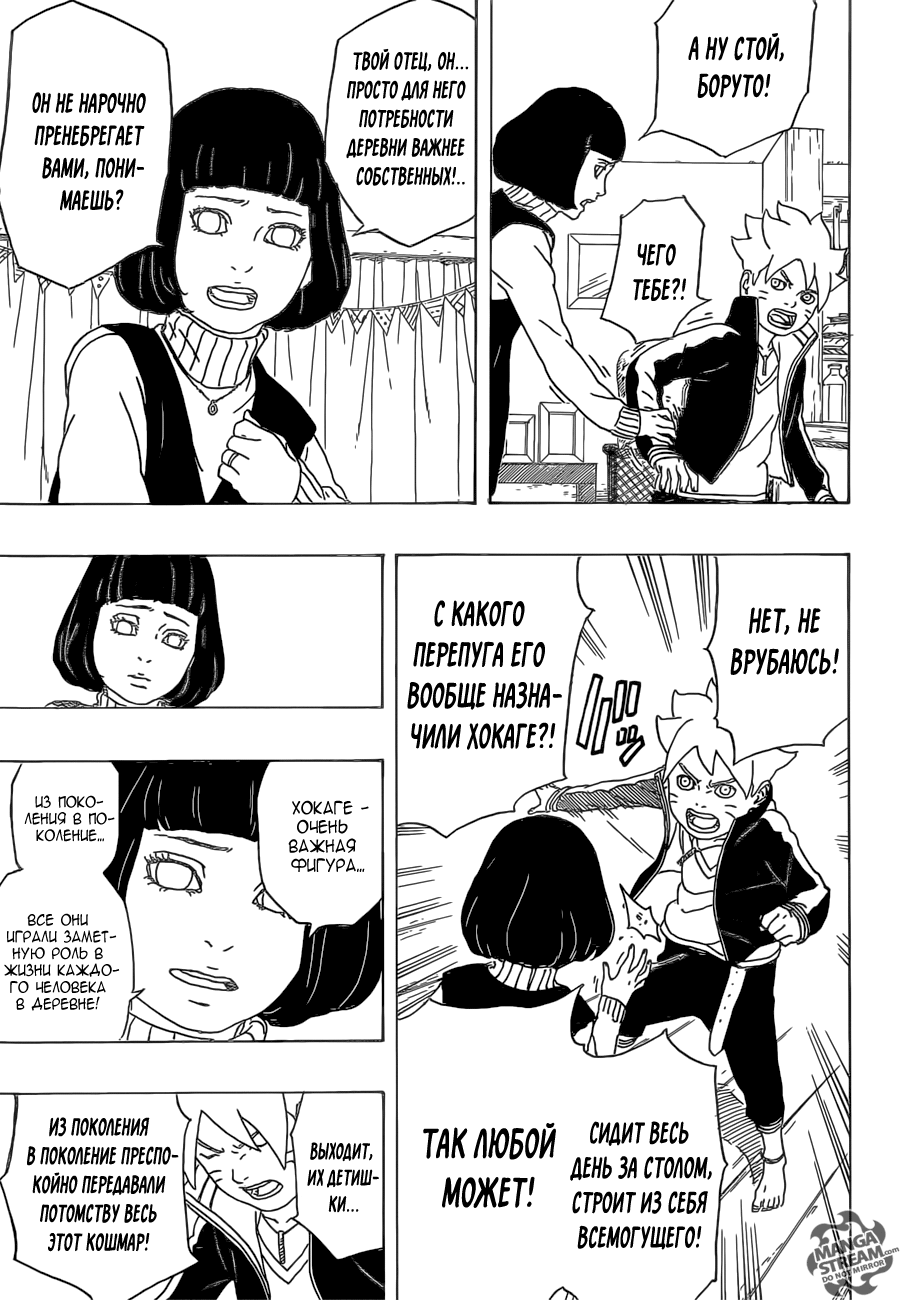 А НУ СТОЙ,
БОРУТО!
ЧЕГО
ТЕБЕ?!
ТВОЙ ОТЕЦ, ОН...
ПРОСТО ДЛЯ НЕГО
ПОТРЕБНОСТИ
ДЕРЕВНИ ВАЖНЕЕ
СОБСТВЕННЫХ!..
ОН НЕ НАРОЧНО
ПРЕНЕБРЕГАЕТ
ВАМИ, ПОНИ-
МАЕШЬ?
НЕТ, НЕ
ВРУБАЮСЬ!
С КАКОГО
ПЕРЕПУГА ЕГО
ВООБЩЕ НАЗНА-
ЧИЛИ ХОКАГЕ?!
СИДИТ ВЕСЬ
ДЕНЬ ЗА СТОЛОМ,
СТРОИТ ИЗ СЕБЯ
ВСЕМОГУЩЕГО!
ТАК ЛЮБОЙ
МОЖЕТ!
ХОКАГЕ -
ОЧЕНЬ
ВАЖНАЯ
ФИГУРА...
ИЗ ПОКО-
ЛЕНИЯ В ПО-
КОЛЕНИЕ...
ВСЕ ОНИ
ИГРАЛИ ЗАМЕТ-
НУЮ РОЛЬ В
ЖИЗНИ КАЖДО-
ГО ЧЕЛОВЕКА
В ДЕРЕВНЕ!
ВЫХОДИТ,
ИХ ДЕТИШ-
КИ...
ИЗ ПОКОЛЕНИЯ
В ПОКОЛЕНИЕ ПРЕСПО-
КОЙНО ПЕРЕДАВАЛИ
ПОТОМСТВУ ВЕСЬ
ЭТОТ КОШМАР!
MANGA
STREAM.COM
DO NOT MIRROR